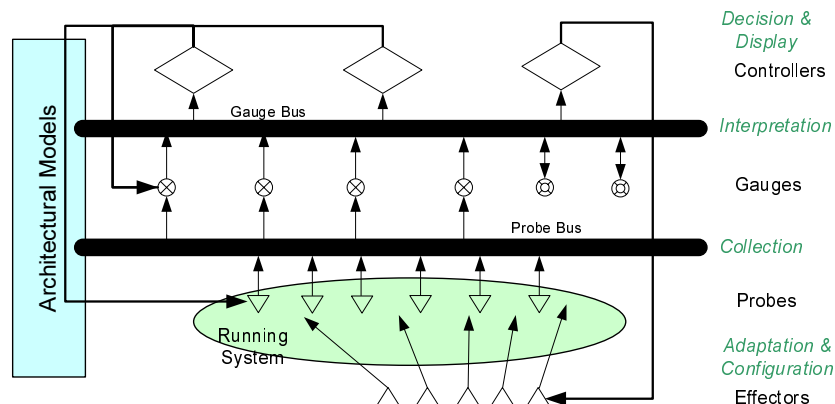 Decision &
Display
Controllers
Gauge Bus
Interpretation
Architectural Models
Gauges
Probe Bus
Collection
Probes
Running
System
Adaptation &
Configuration
Effectors